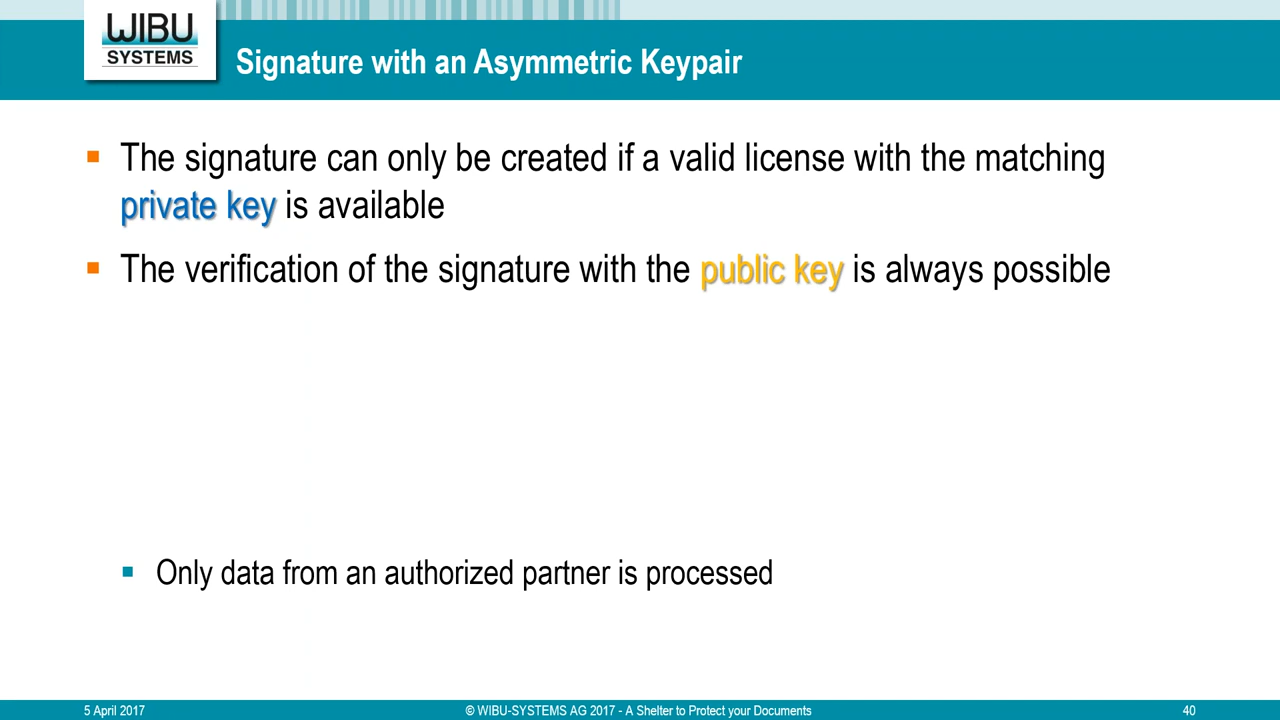 WIBU
SYSTEMS
Signature with an Asymmetric Keypair
The signature can only be created if a valid license with the matching
private key is available
The verification of the signature with the public key is always possible
Only data from an authorized partner is processed
5 April 2017
© WIBU-SYSTEMS AG 2017 - A Shelter to Protect your Documents
40